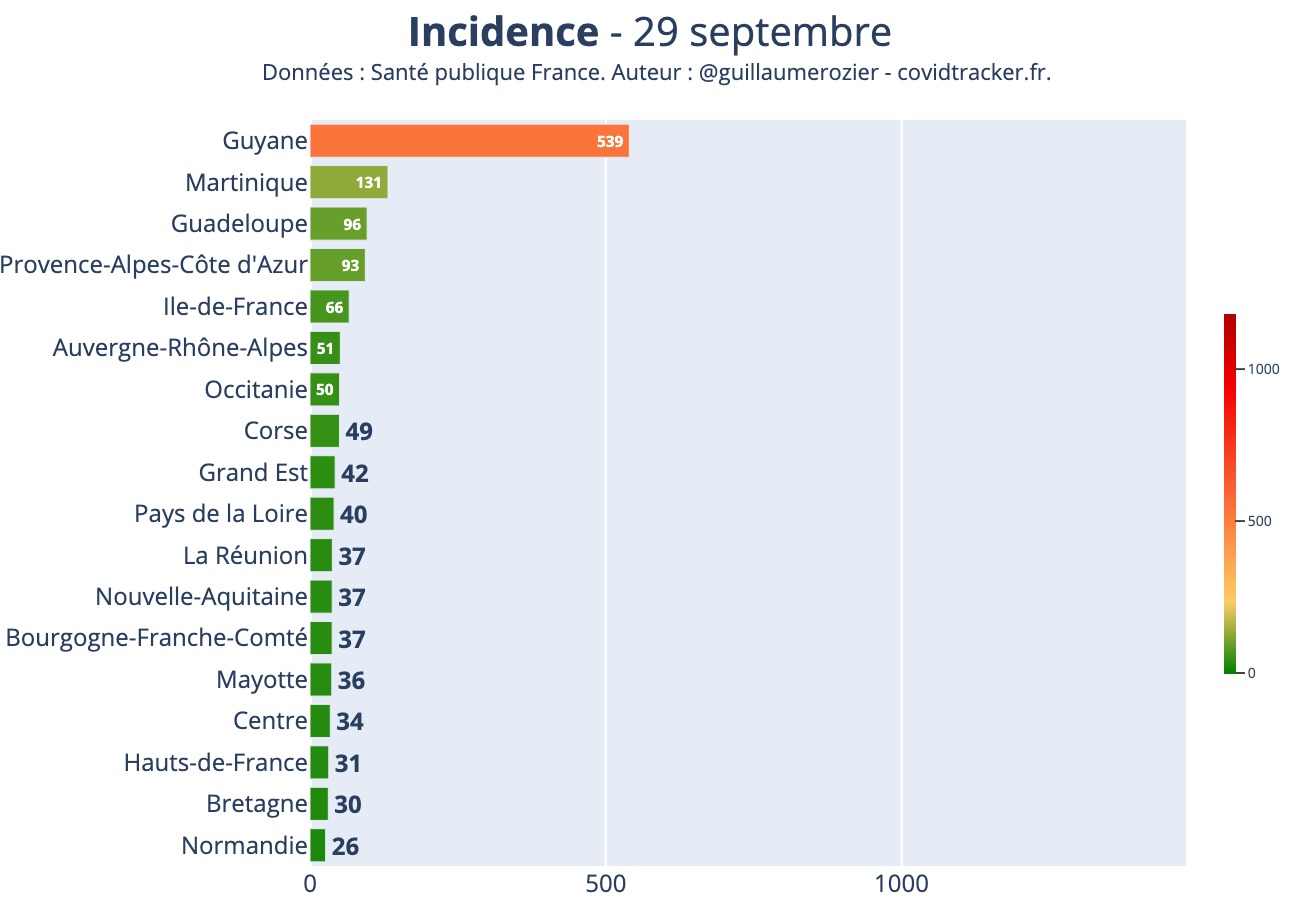 Incidence - 29 septembre
Données : Santé publique France. Auteur : @guillaumerozier - covidtracker.fr.
Guyane 539
Martinique 131
Guadeloupe 96
Provence-Alpes-Côte d'Azur 93
Ile-de-France 66
Auvergne-Rhône-Alpes 51
Occitanie 50
Corse 49
Grand Est 42
Pays de la Loire 40
La Réunion 37
Nouvelle-Aquitaine 37
Bourgogne-Franche-Comté 37
Mayotte 36
Centre 34
Hauts-de-France 31
Bretagne 30
Normandie 26
0 500 1000
1000
500
0